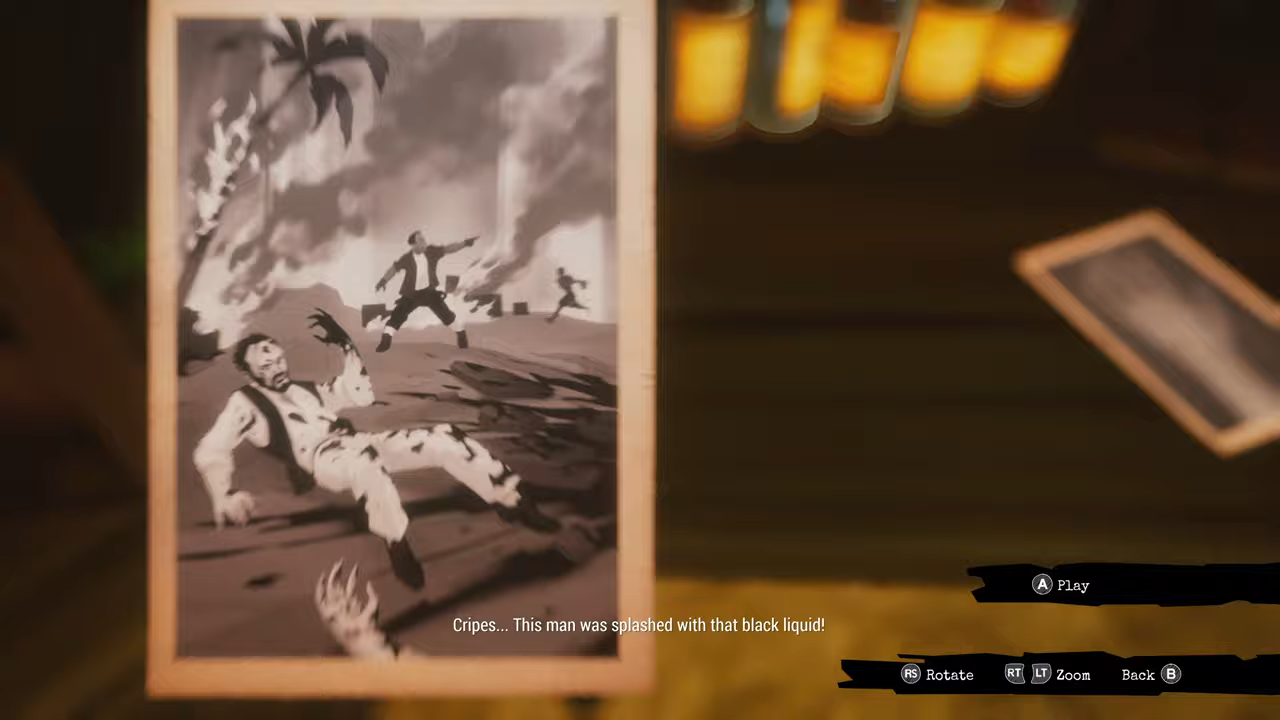 Cripes... This man was splashed with that black liquid!
A Play
RS Rotate RT LT Zoom Back B